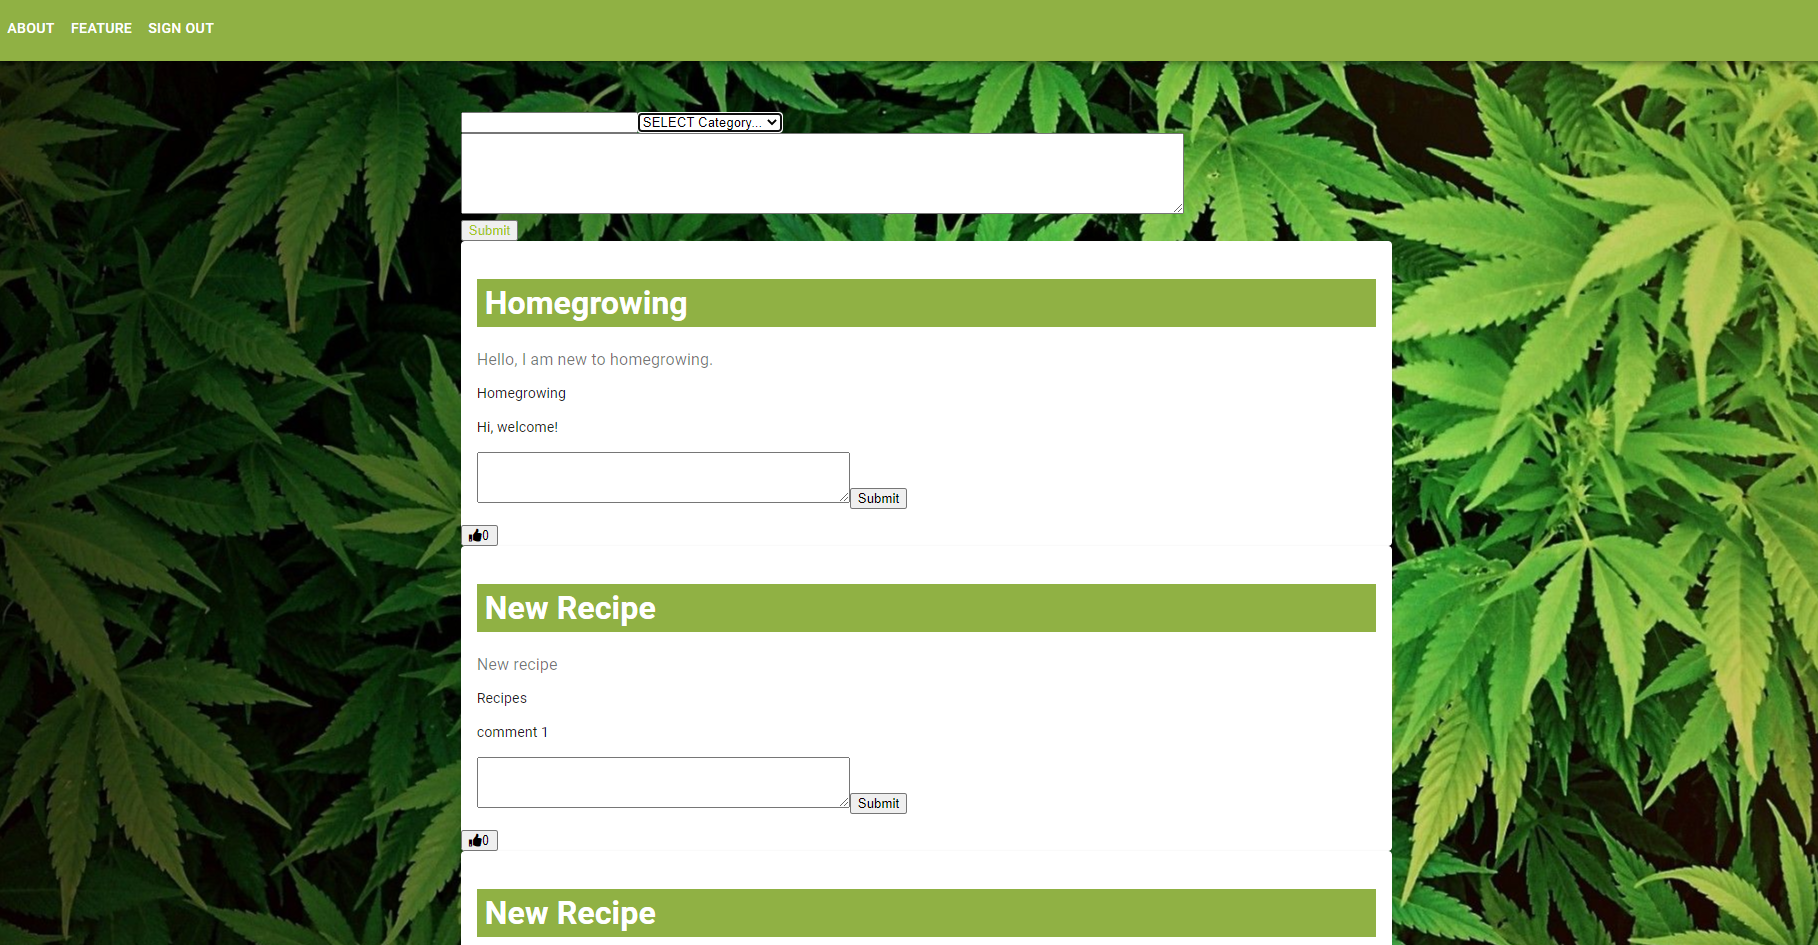 ABOUT FEATURE SIGN OUT
SELECT Category...
Submit
Homegrowing
Hello, I am new to homegrowing.
Homegrowing
Hi, welcome!
Submit
0
New Recipe
New recipe
Recipes
comment 1
Submit
0
New Recipe